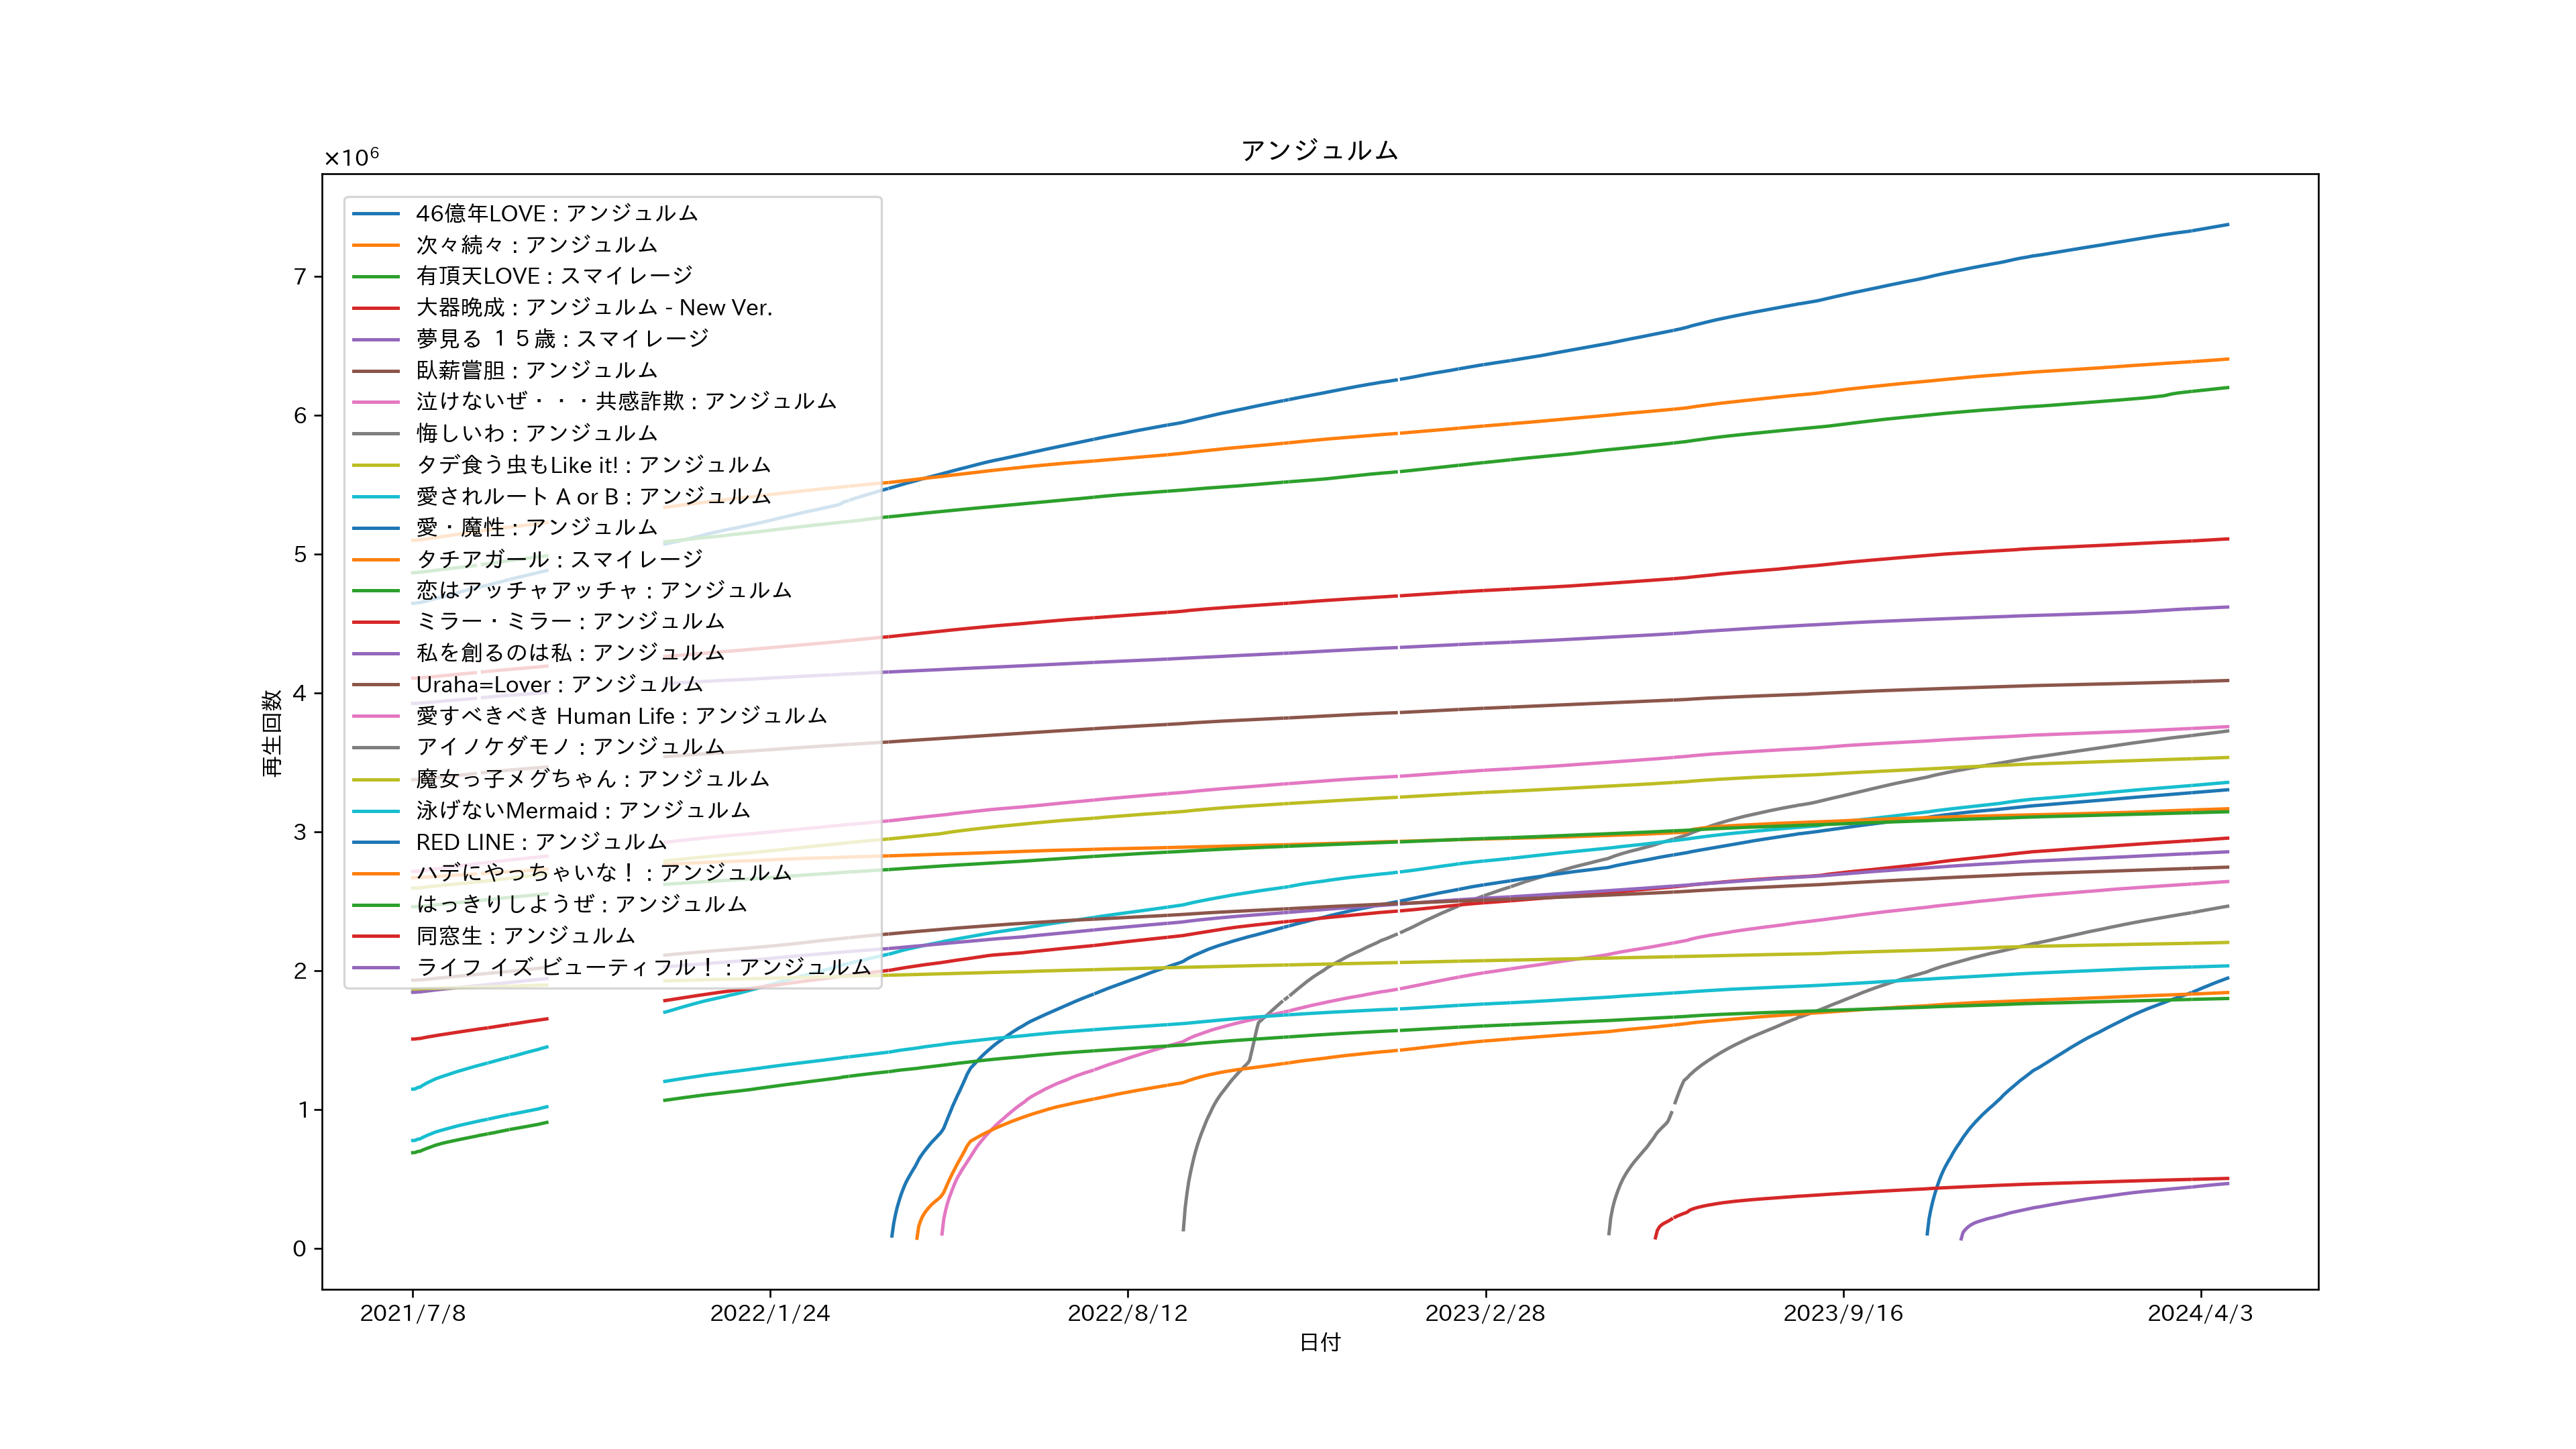 アンジュルム
×10⁶
46億年LOVE : アンジュルム
次々続々 : アンジュルム
有頂天LOVE : スマイレージ
大器晩成 : アンジュルム - New Ver.
夢見る １５歳 : スマイレージ
臥薪嘗胆 : アンジュルム
泣けないぜ・・・共感詐欺 : アンジュルム
悔しいわ : アンジュルム
タデ食う虫もLike it! : アンジュルム
愛されルート A or B : アンジュルム
愛・魔性 : アンジュルム
タチアガール : スマイレージ
恋はアッチャアッチャ : アンジュルム
ミラー・ミラー : アンジュルム
私を創るのは私 : アンジュルム
Uraha=Lover : アンジュルム
愛すべきべき Human Life : アンジュルム
アイノケダモノ : アンジュルム
魔女っ子メグちゃん : アンジュルム
泳げないMermaid : アンジュルム
RED LINE : アンジュルム
ハデにやっちゃいな！ : アンジュルム
はっきりしようぜ : アンジュルム
同窓生 : アンジュルム
ライフ イズ ビューティフル！ : アンジュルム
再生回数
7
6
5
4
3
2
1
0
2021/7/8
2022/1/24
2022/8/12
2023/2/28
2023/9/16
2024/4/3
日付